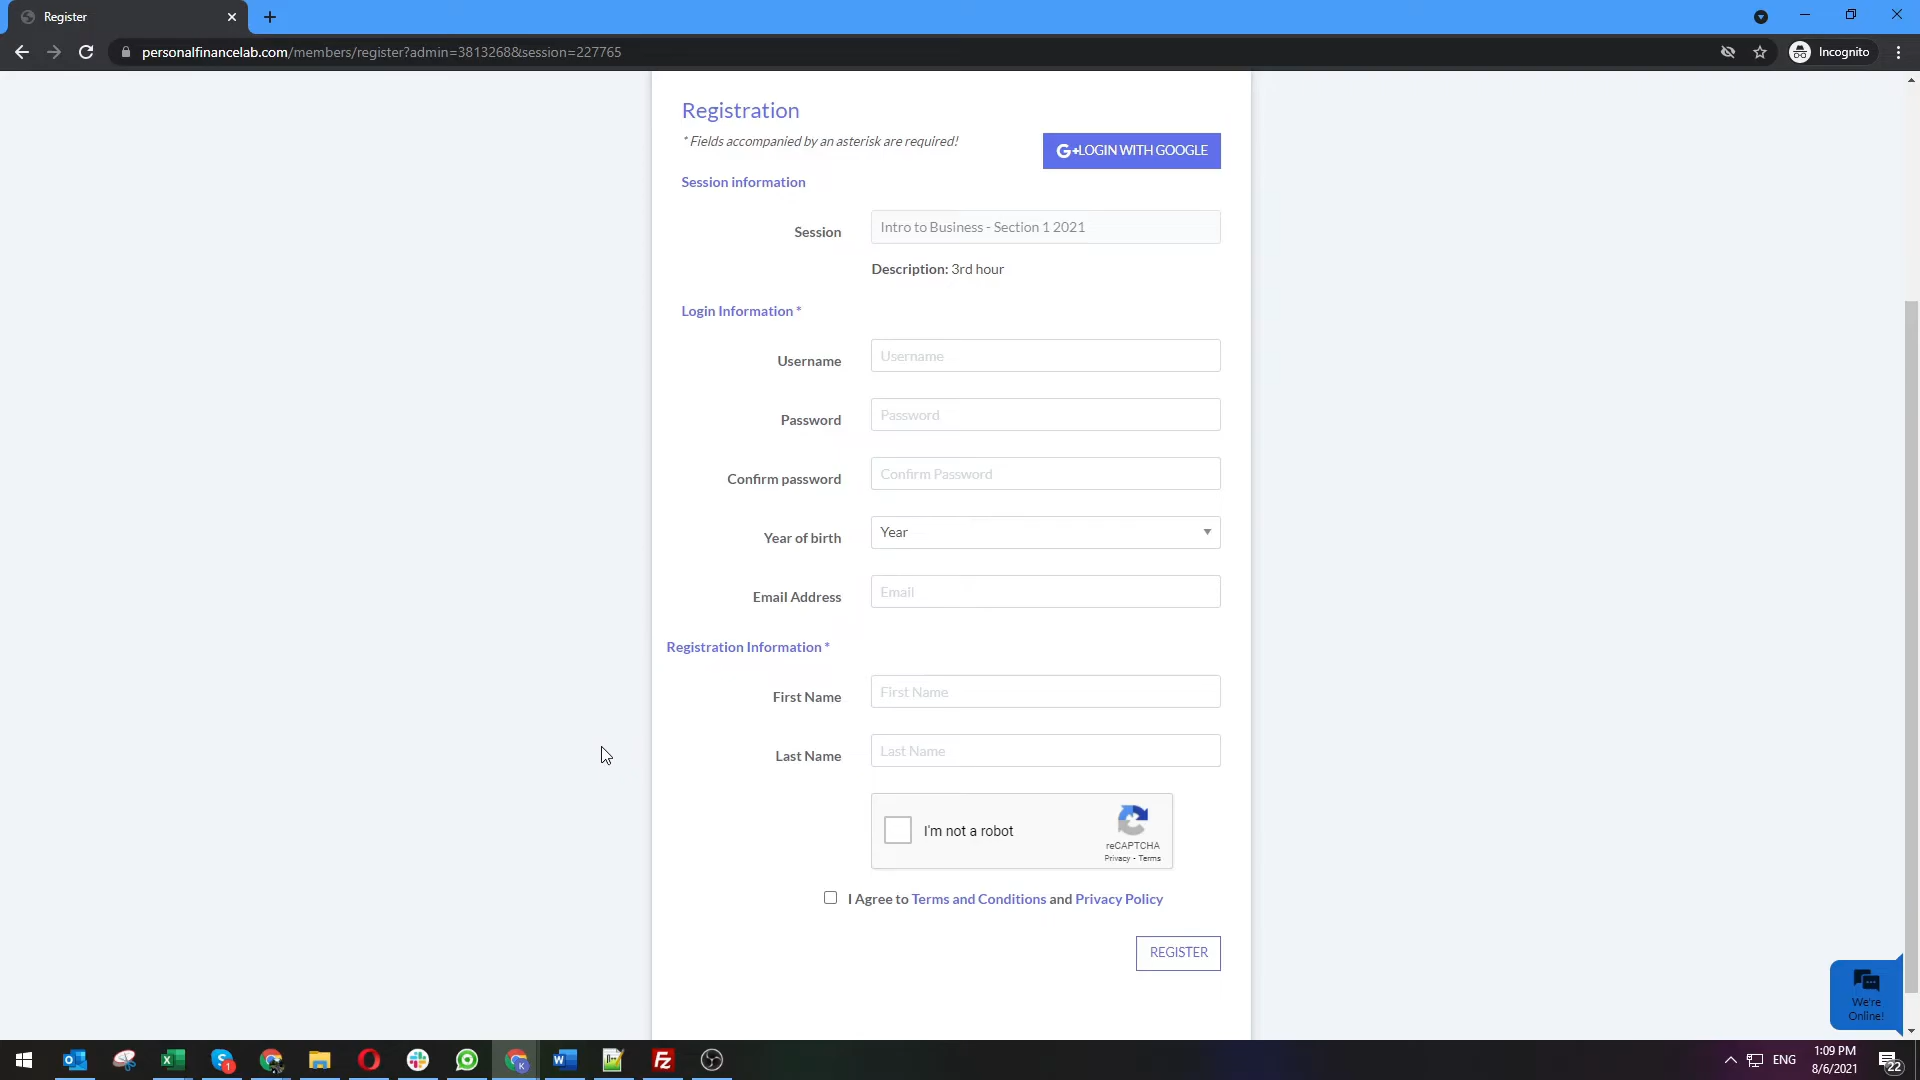 Register
personalfinancelab.com/members/register?admin=3813268&session=227765
Incognito
Registration
* Fields accompanied by an asterisk are required!
G+LOGIN WITH GOOGLE
Session information
Session
Intro to Business - Section 1 2021
Description: 3rd hour
Login Information *
Username
Username
Password
Password
Confirm password
Confirm Password
Year of birth
Year
Email Address
Email
Registration Information *
First Name
First Name
Last Name
Last Name
I'm not a robot
reCAPTCHA
Privacy - Terms
I Agree to Terms and Conditions and Privacy Policy
REGISTER
We're
Online!
ENG
1:09 PM
8/6/2021
22